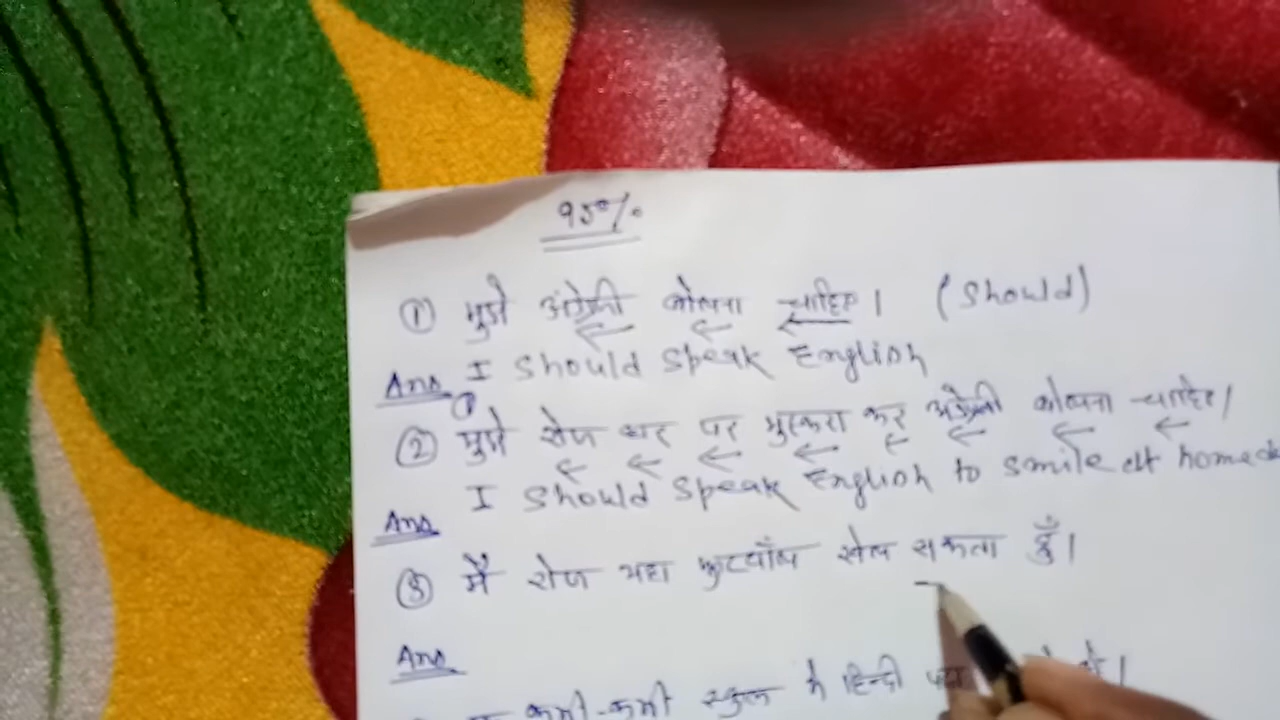 95%
① मुझे अंग्रेजी बोलना चाहिए। (Should)
Ans I Should Speak English
② मुझे रोज घर पर मुस्करा कर अंग्रेजी बोलना चाहिए।
Ans I Should Speak English to smile at home
③ मैं रोज यहा फुटबॉल खेल सकता हूँ।
Ans
कभी-कभी स्कुल मे हिन्दी